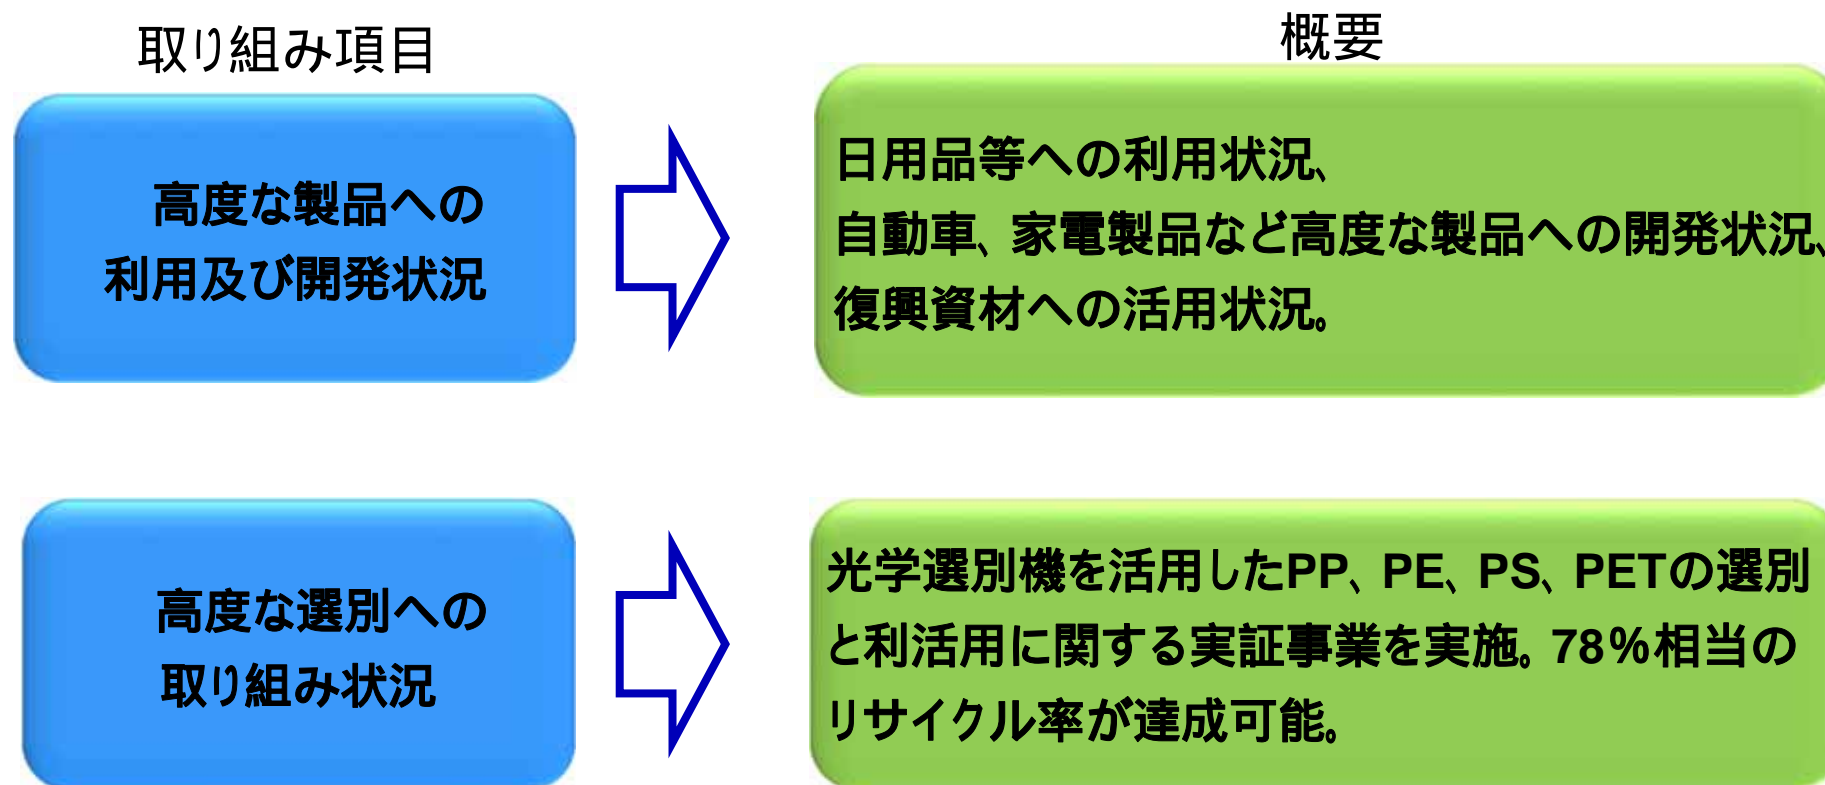 取り組み項目
概要
高度な製品への
利用及び開発状況
日用品等への利用状況、
自動車、家電製品など高度な製品への開発状況、
復興資材への活用状況。
高度な選別への
取り組み状況
光学選別機を活用したPP、PE、PS、PETの選別
と利活用に関する実証事業を実施。78%相当の
リサイクル率が達成可能。